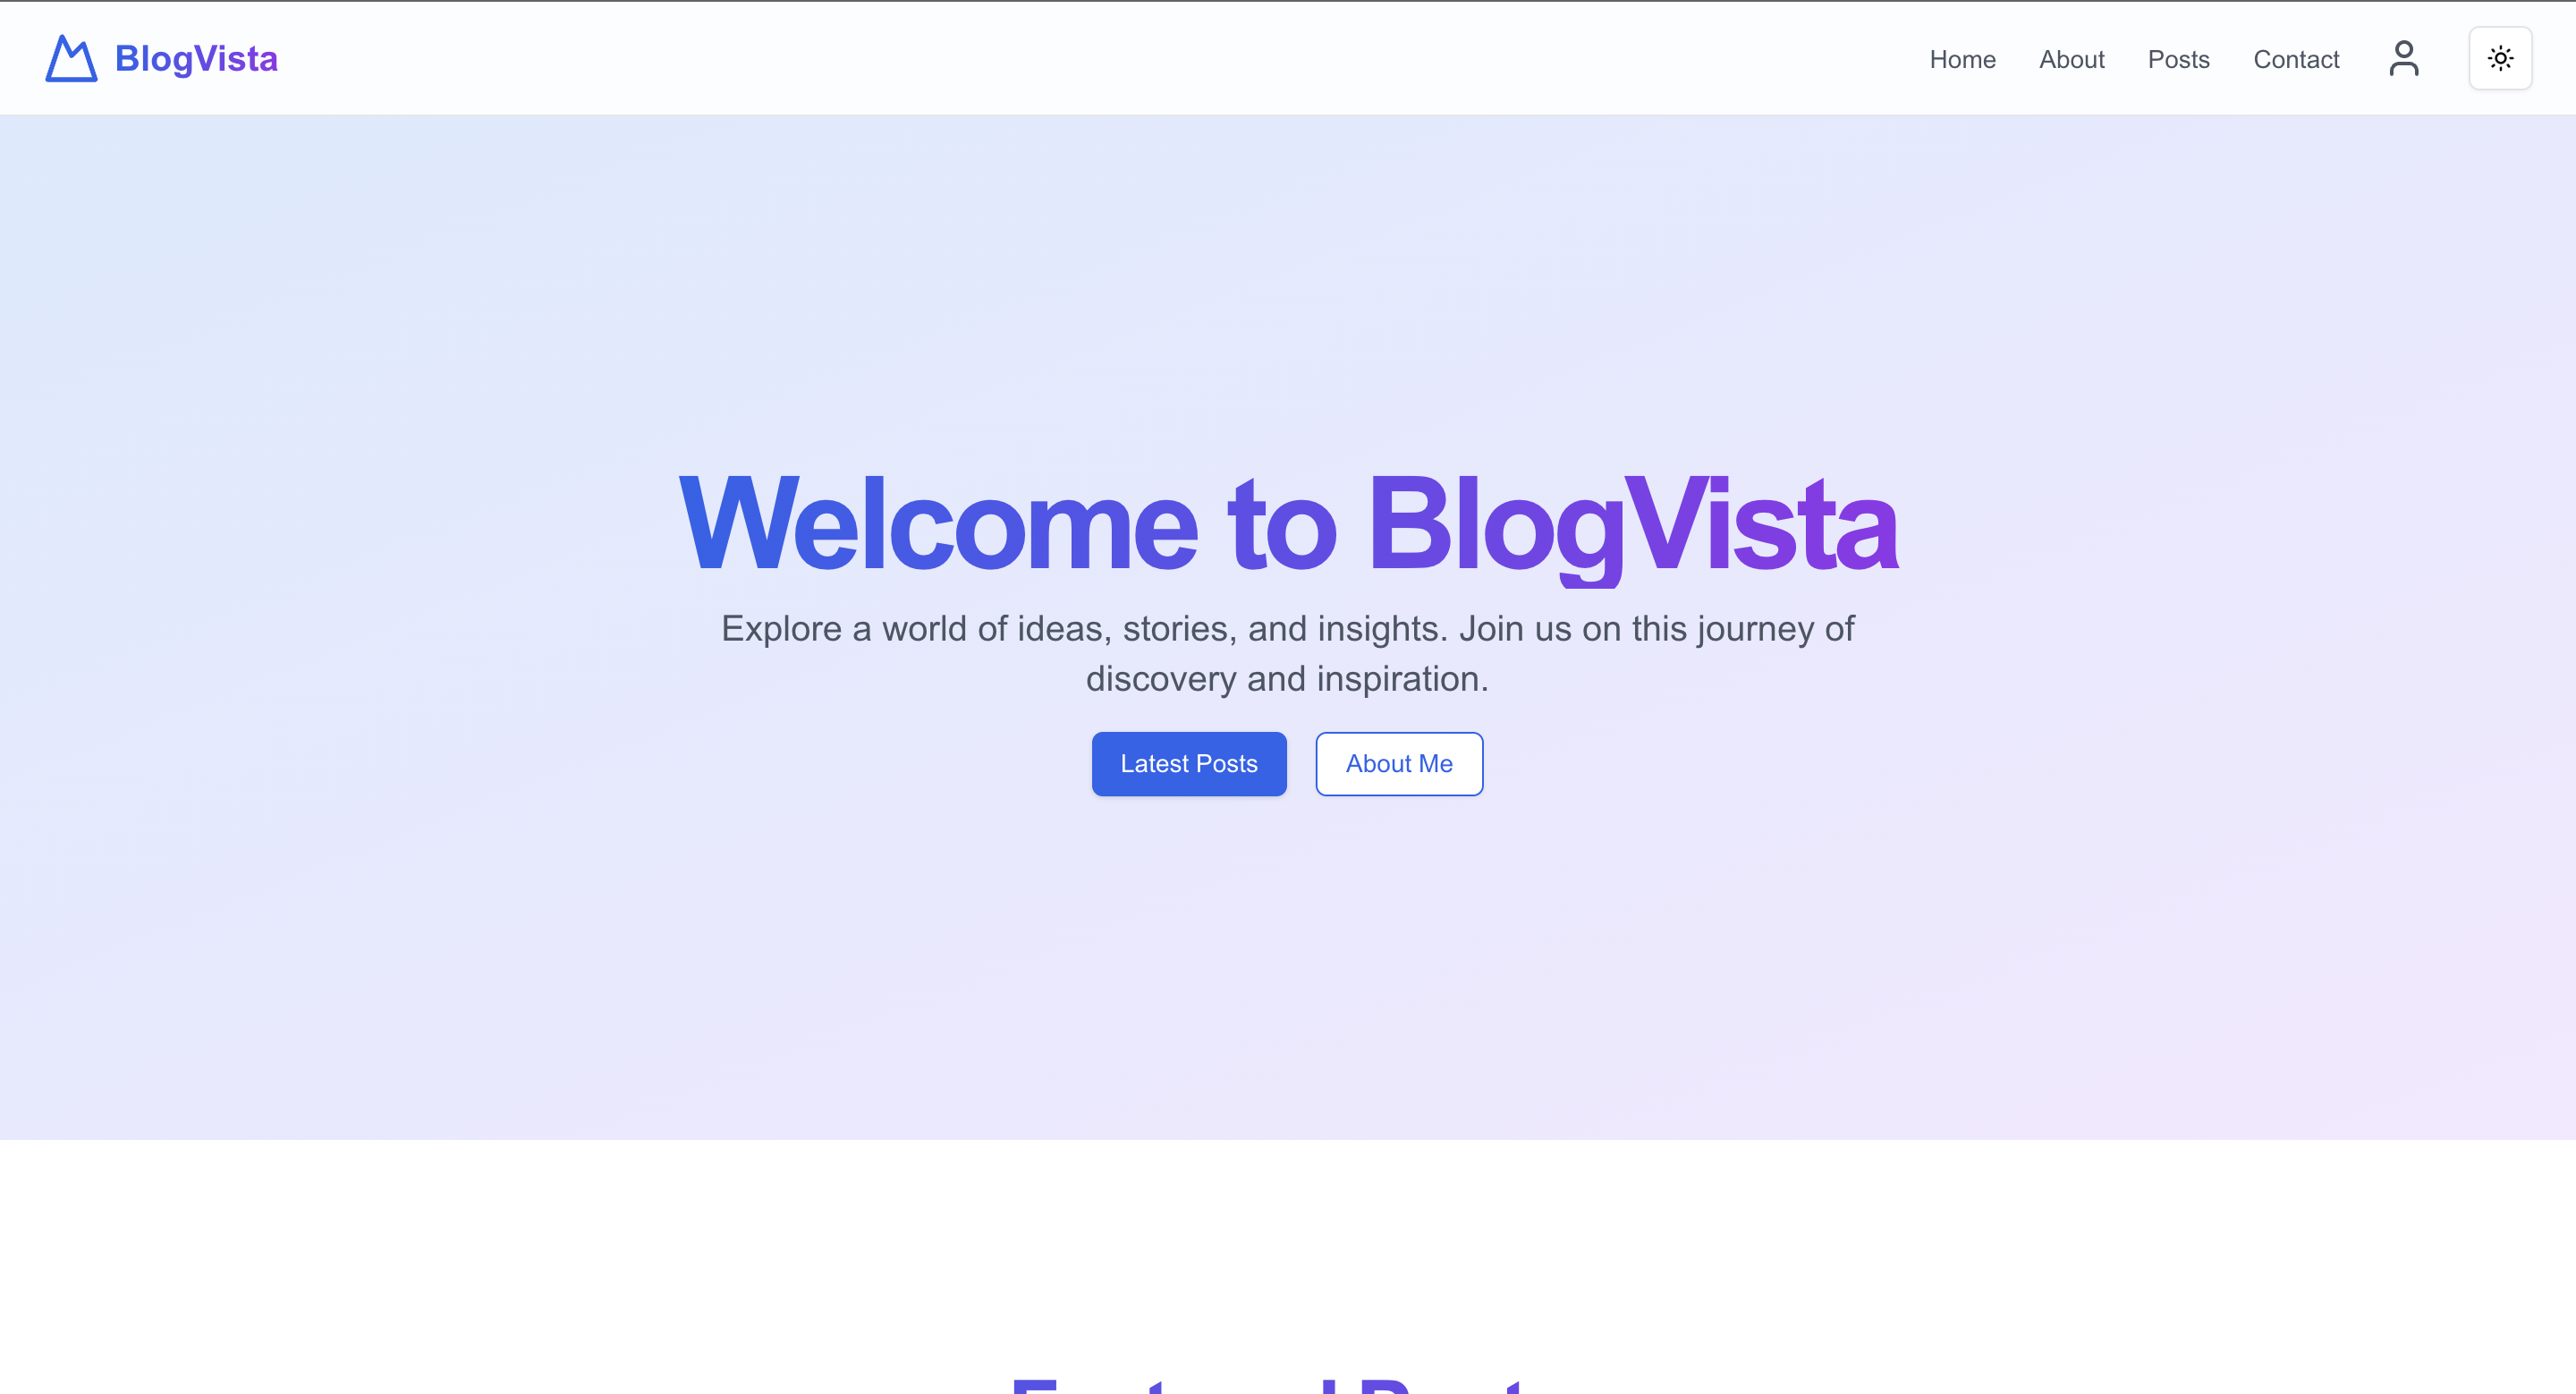 BlogVista
Home About Posts Contact
Welcome to BlogVista
Explore a world of ideas, stories, and insights. Join us on this journey of
discovery and inspiration.
Latest Posts About Me